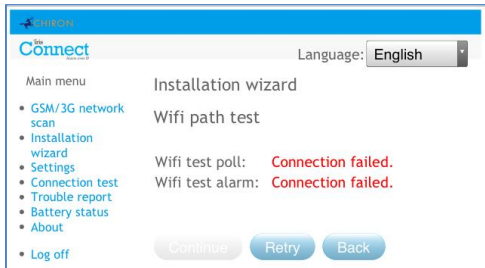 CHIRON
iris
Connect
Language: English
Main menu
GSM/3G network
scan
Installation
wizard
Settings
Connection test
Trouble report
Battery status
About
Log off
Installation wizard
Wifi path test
Wifi test poll: Connection failed.
Wifi test alarm: Connection failed.
Continue Retry Back